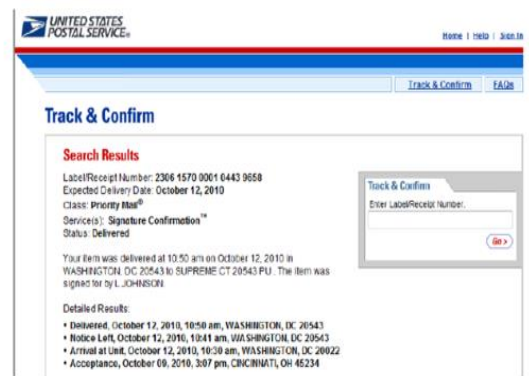 UNITED STATES
POSTAL SERVICE®
Home | Help | Sign In
Track & Confirm FAQs
Track & Confirm
Search Results
Label/Receipt Number: 2306 1570 0001 0443 9658
Expected Delivery Date: October 12, 2010
Class: Priority Mail®
Service(s): Signature Confirmation™
Status: Delivered
Your item was delivered at 10:50 am on October 12, 2010 in
WASHINGTON, DC 20543 to SUPREME CT 20543 PU . The item was
signed for by L JOHNSON.
Detailed Results:
• Delivered, October 12, 2010, 10:50 am, WASHINGTON, DC 20543
• Notice Left, October 12, 2010, 10:41 am, WASHINGTON, DC 20543
• Arrival at Unit, October 12, 2010, 10:30 am, WASHINGTON, DC 20022
• Acceptance, October 09, 2010, 3:07 pm, CINCINNATI, OH 45234
Track & Confirm
Enter Label/Receipt Number.
Go >